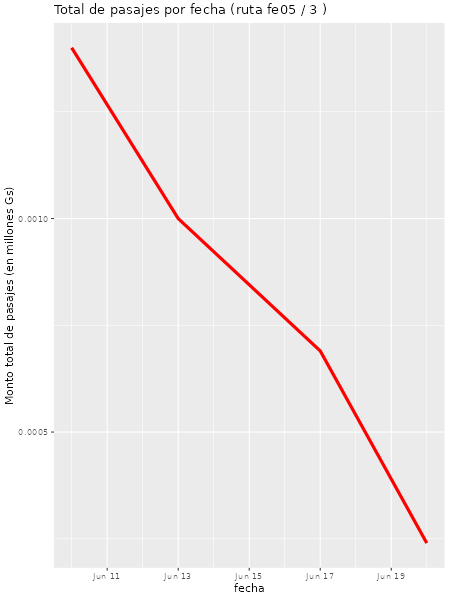 Total de pasajes por fecha (ruta fe05 / 3 )
Monto total de pasajes (en millones Gs)
0.0010
0.0005
Jun 11
Jun 13
Jun 15
Jun 17
Jun 19
fecha